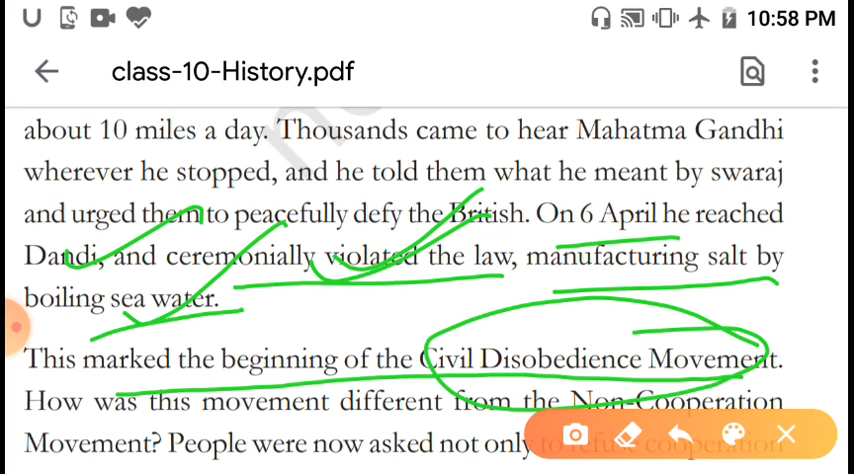 10:58 PM
class-10-History.pdf
about 10 miles a day. Thousands came to hear Mahatma Gandhi
wherever he stopped, and he told them what he meant by swaraj
and urged them to peacefully defy the British. On 6 April he reached
Dandi, and ceremonially violated the law, manufacturing salt by
boiling sea water.
This marked the beginning of the Civil Disobedience Movement.
How was this movement different from the Non-Cooperation
Movement? People were now asked not only to refuse cooperation